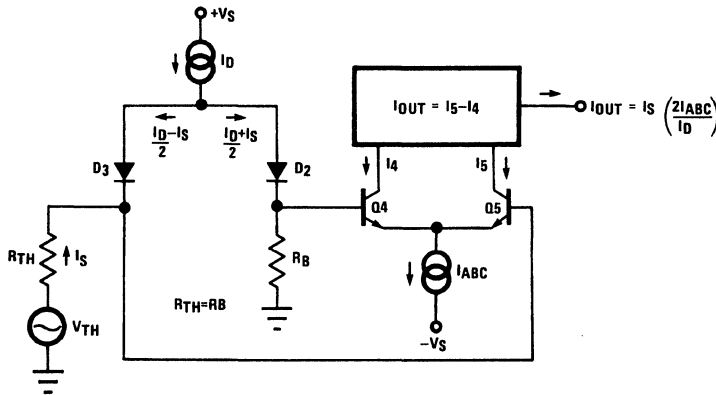 +VS
ID
ID/2 -IS
ID/2 +IS
IOUT = I5-I4
IOUT = IS (2IABC/ID)
D3
D2
I4
I5
Q4
Q5
RTH
IS
RB
IABC
RTH=RB
VTH
-VS